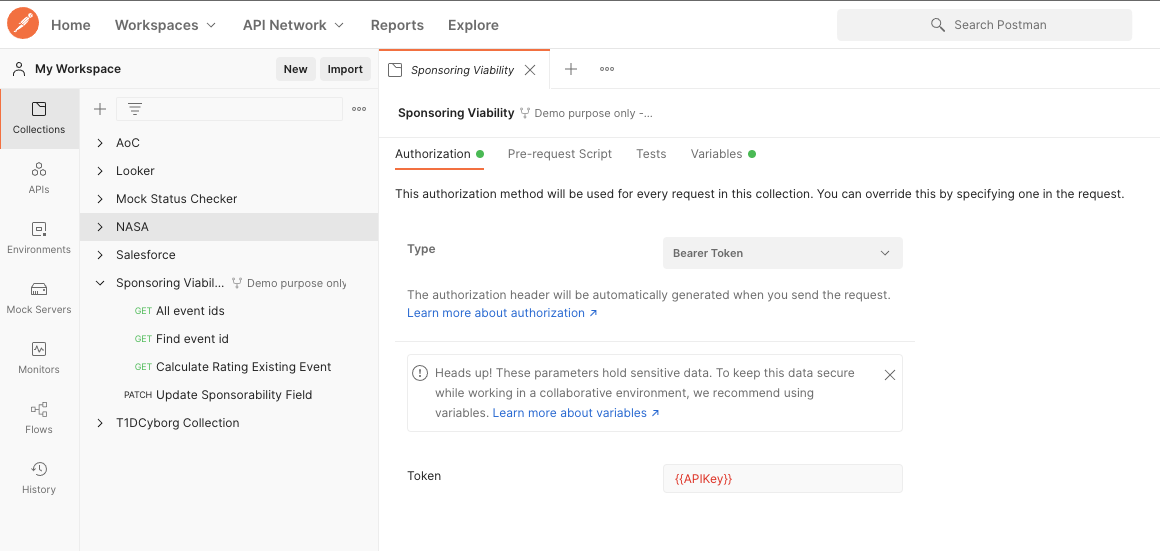 Home Workspaces API Network Reports Explore Search Postman
My Workspace New Import
Sponsoring Viability
Collections
APIs
Environments
Mock Servers
Monitors
Flows
History
AoC
Looker
Mock Status Checker
NASA
Salesforce
Sponsoring Viabil... Demo purpose only
GET All event ids
GET Find event id
GET Calculate Rating Existing Event
PATCH Update Sponsorability Field
T1DCyborg Collection
Sponsoring Viability Demo purpose only -...
Authorization Pre-request Script Tests Variables
This authorization method will be used for every request in this collection. You can override this by specifying one in the request.
Type Bearer Token
The authorization header will be automatically generated when you send the request.
Learn more about authorization ↗
Heads up! These parameters hold sensitive data. To keep this data secure
while working in a collaborative environment, we recommend using
variables. Learn more about variables ↗
Token {{APIKey}}